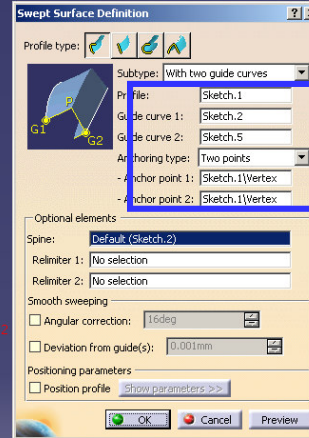 Swept Surface Definition
Profile type:
Subtype: With two guide curves
Profile: Sketch.1
Guide curve 1: Sketch.2
Guide curve 2: Sketch.5
Anchoring type: Two points
- Anchor point 1: Sketch.1\Vertex
- Anchor point 2: Sketch.1\Vertex
P
G1
G2
Optional elements
Spine: Default (Sketch.2)
Relimiter 1: No selection
Relimiter 2: No selection
Smooth sweeping
Angular correction: 16deg
Deviation from guide(s): 0.001mm
Positioning parameters
Position profile Show parameters >>
OK Cancel Preview